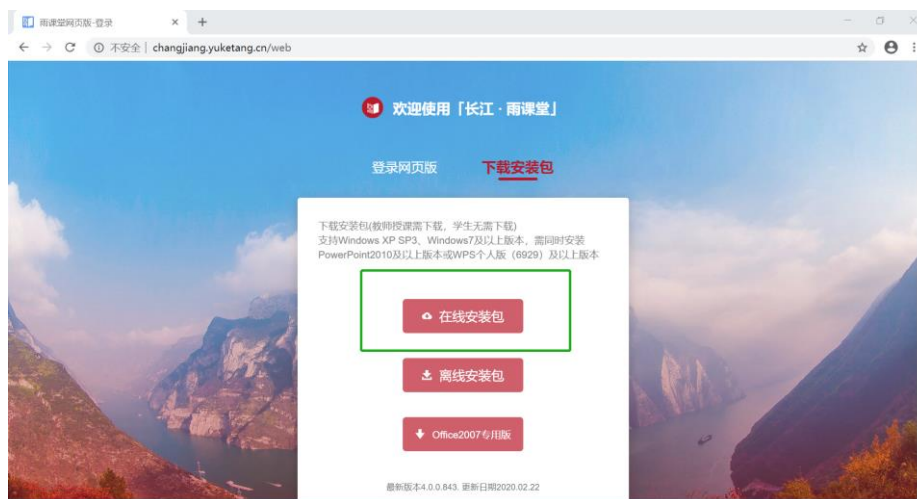 雨课堂网页版-登录
不安全 | changjiang.yuketang.cn/web
欢迎使用「长江·雨课堂」
登录网页版 下载安装包
下载安装包(教师授课需下载，学生无需下载)
支持Windows XP SP3、Windows7及以上版本，需同时安装
PowerPoint2010及以上版本或WPS个人版（6929）及以上版本
在线安装包
离线安装包
Office2007专用版
最新版本4.0.0.843. 更新日期2020.02.22